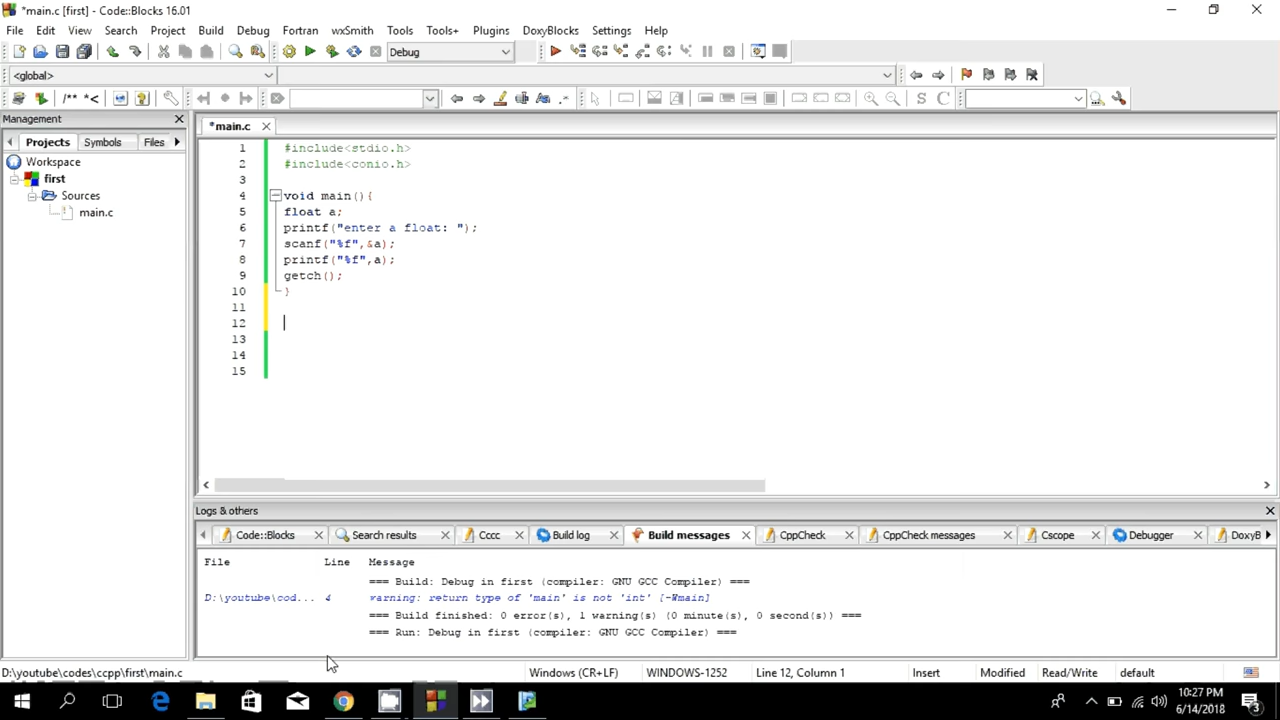 *main.c [first] - Code::Blocks 16.01
File Edit View Search Project Build Debug Fortran wxSmith Tools Tools+ Plugins DoxyBlocks Settings Help
Debug
<global>
/** *<
S C
Management
Projects Symbols Files
*main.c
Workspace
first
Sources
main.c
1 #include<stdio.h>
2 #include<conio.h>
3
4 void main(){
5 float a;
6 printf("enter a float: ");
7 scanf("%f",&a);
8 printf("%f",a);
9 getch();
10 }
11
12
13
14
15
Logs & others
Code::Blocks Search results Cccc Build log Build messages CppCheck CppCheck messages Cscope Debugger DoxyB
File Line Message
=== Build: Debug in first (compiler: GNU GCC Compiler) ===
D:\youtube\cod... 4 warning: return type of 'main' is not 'int' [-Wmain]
=== Build finished: 0 error(s), 1 warning(s) (0 minute(s), 0 second(s)) ===
=== Run: Debug in first (compiler: GNU GCC Compiler) ===
D:\youtube\codes\ccpp\first\main.c Windows (CR+LF) WINDOWS-1252 Line 12, Column 1 Insert Modified Read/Write default
10:27 PM
6/14/2018
3